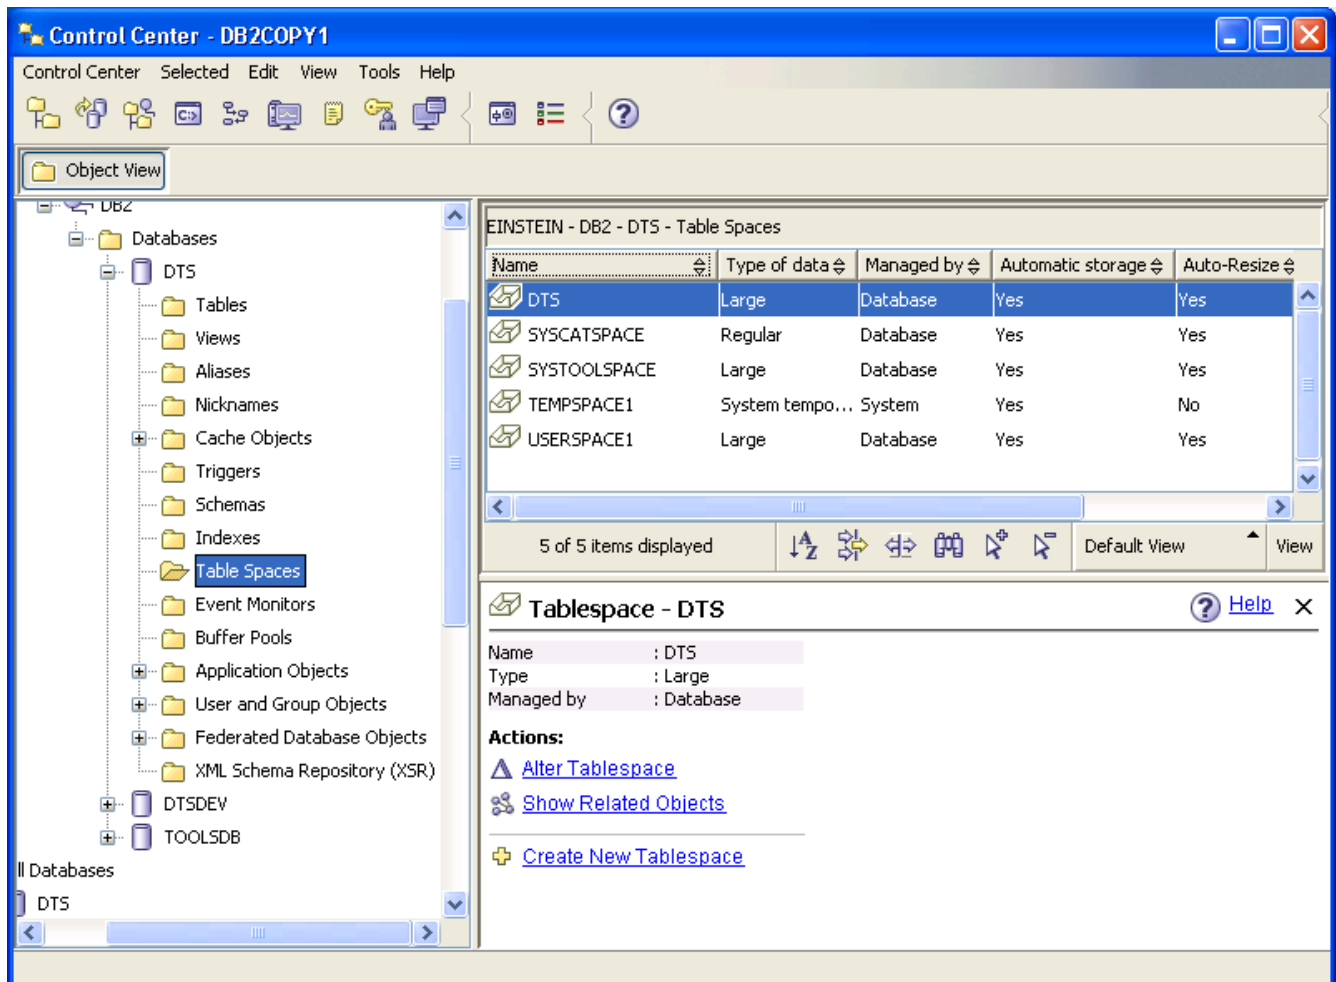 Control Center - DB2COPY1
Control Center Selected Edit View Tools Help
Object View
DB2
Databases
DTS
Tables
Views
Aliases
Nicknames
Cache Objects
Triggers
Schemas
Indexes
Table Spaces
Event Monitors
Buffer Pools
Application Objects
User and Group Objects
Federated Database Objects
XML Schema Repository (XSR)
DTSDEV
TOOLSDB
ll Databases
DTS
EINSTEIN - DB2 - DTS - Table Spaces
Name Type of data Managed by Automatic storage Auto-Resize
DTS Large Database Yes Yes
SYSCATSPACE Regular Database Yes Yes
SYSTOOLSPACE Large Database Yes Yes
TEMPSPACE1 System tempo... System Yes No
USERSPACE1 Large Database Yes Yes
5 of 5 items displayed Default View View
Tablespace - DTS Help
Name : DTS
Type : Large
Managed by : Database
Actions:
Alter Tablespace
Show Related Objects
Create New Tablespace